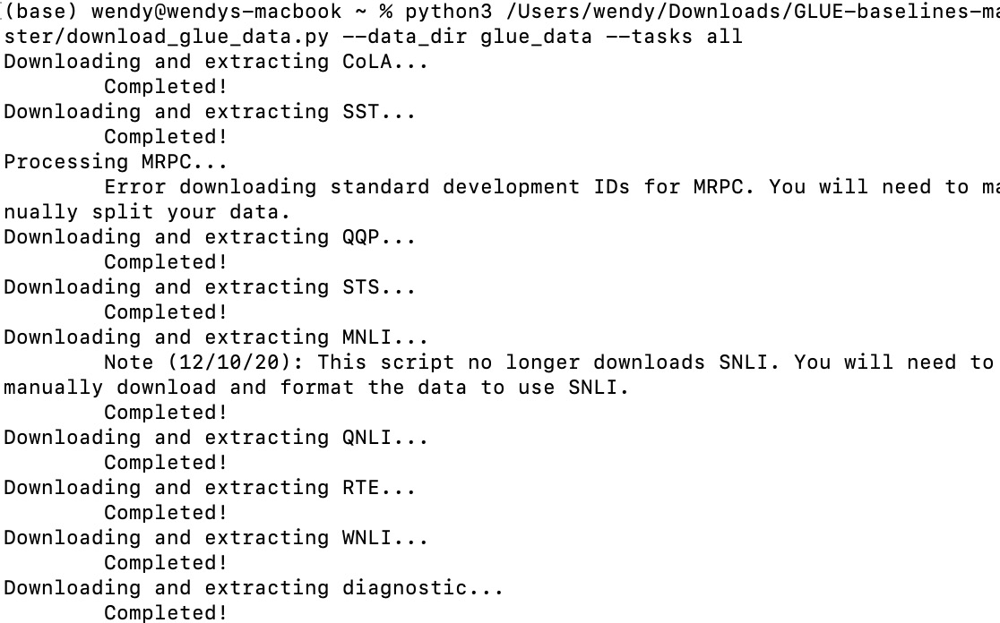 (base) wendy@wendys-macbook ~ % python3 /Users/wendy/Downloads/GLUE-baselines-ma
ster/download_glue_data.py --data_dir glue_data --tasks all
Downloading and extracting CoLA...
Completed!
Downloading and extracting SST...
Completed!
Processing MRPC...
Error downloading standard development IDs for MRPC. You will need to ma
nually split your data.
Downloading and extracting QQP...
Completed!
Downloading and extracting STS...
Completed!
Downloading and extracting MNLI...
Note (12/10/20): This script no longer downloads SNLI. You will need to
manually download and format the data to use SNLI.
Completed!
Downloading and extracting QNLI...
Completed!
Downloading and extracting RTE...
Completed!
Downloading and extracting WNLI...
Completed!
Downloading and extracting diagnostic...
Completed!